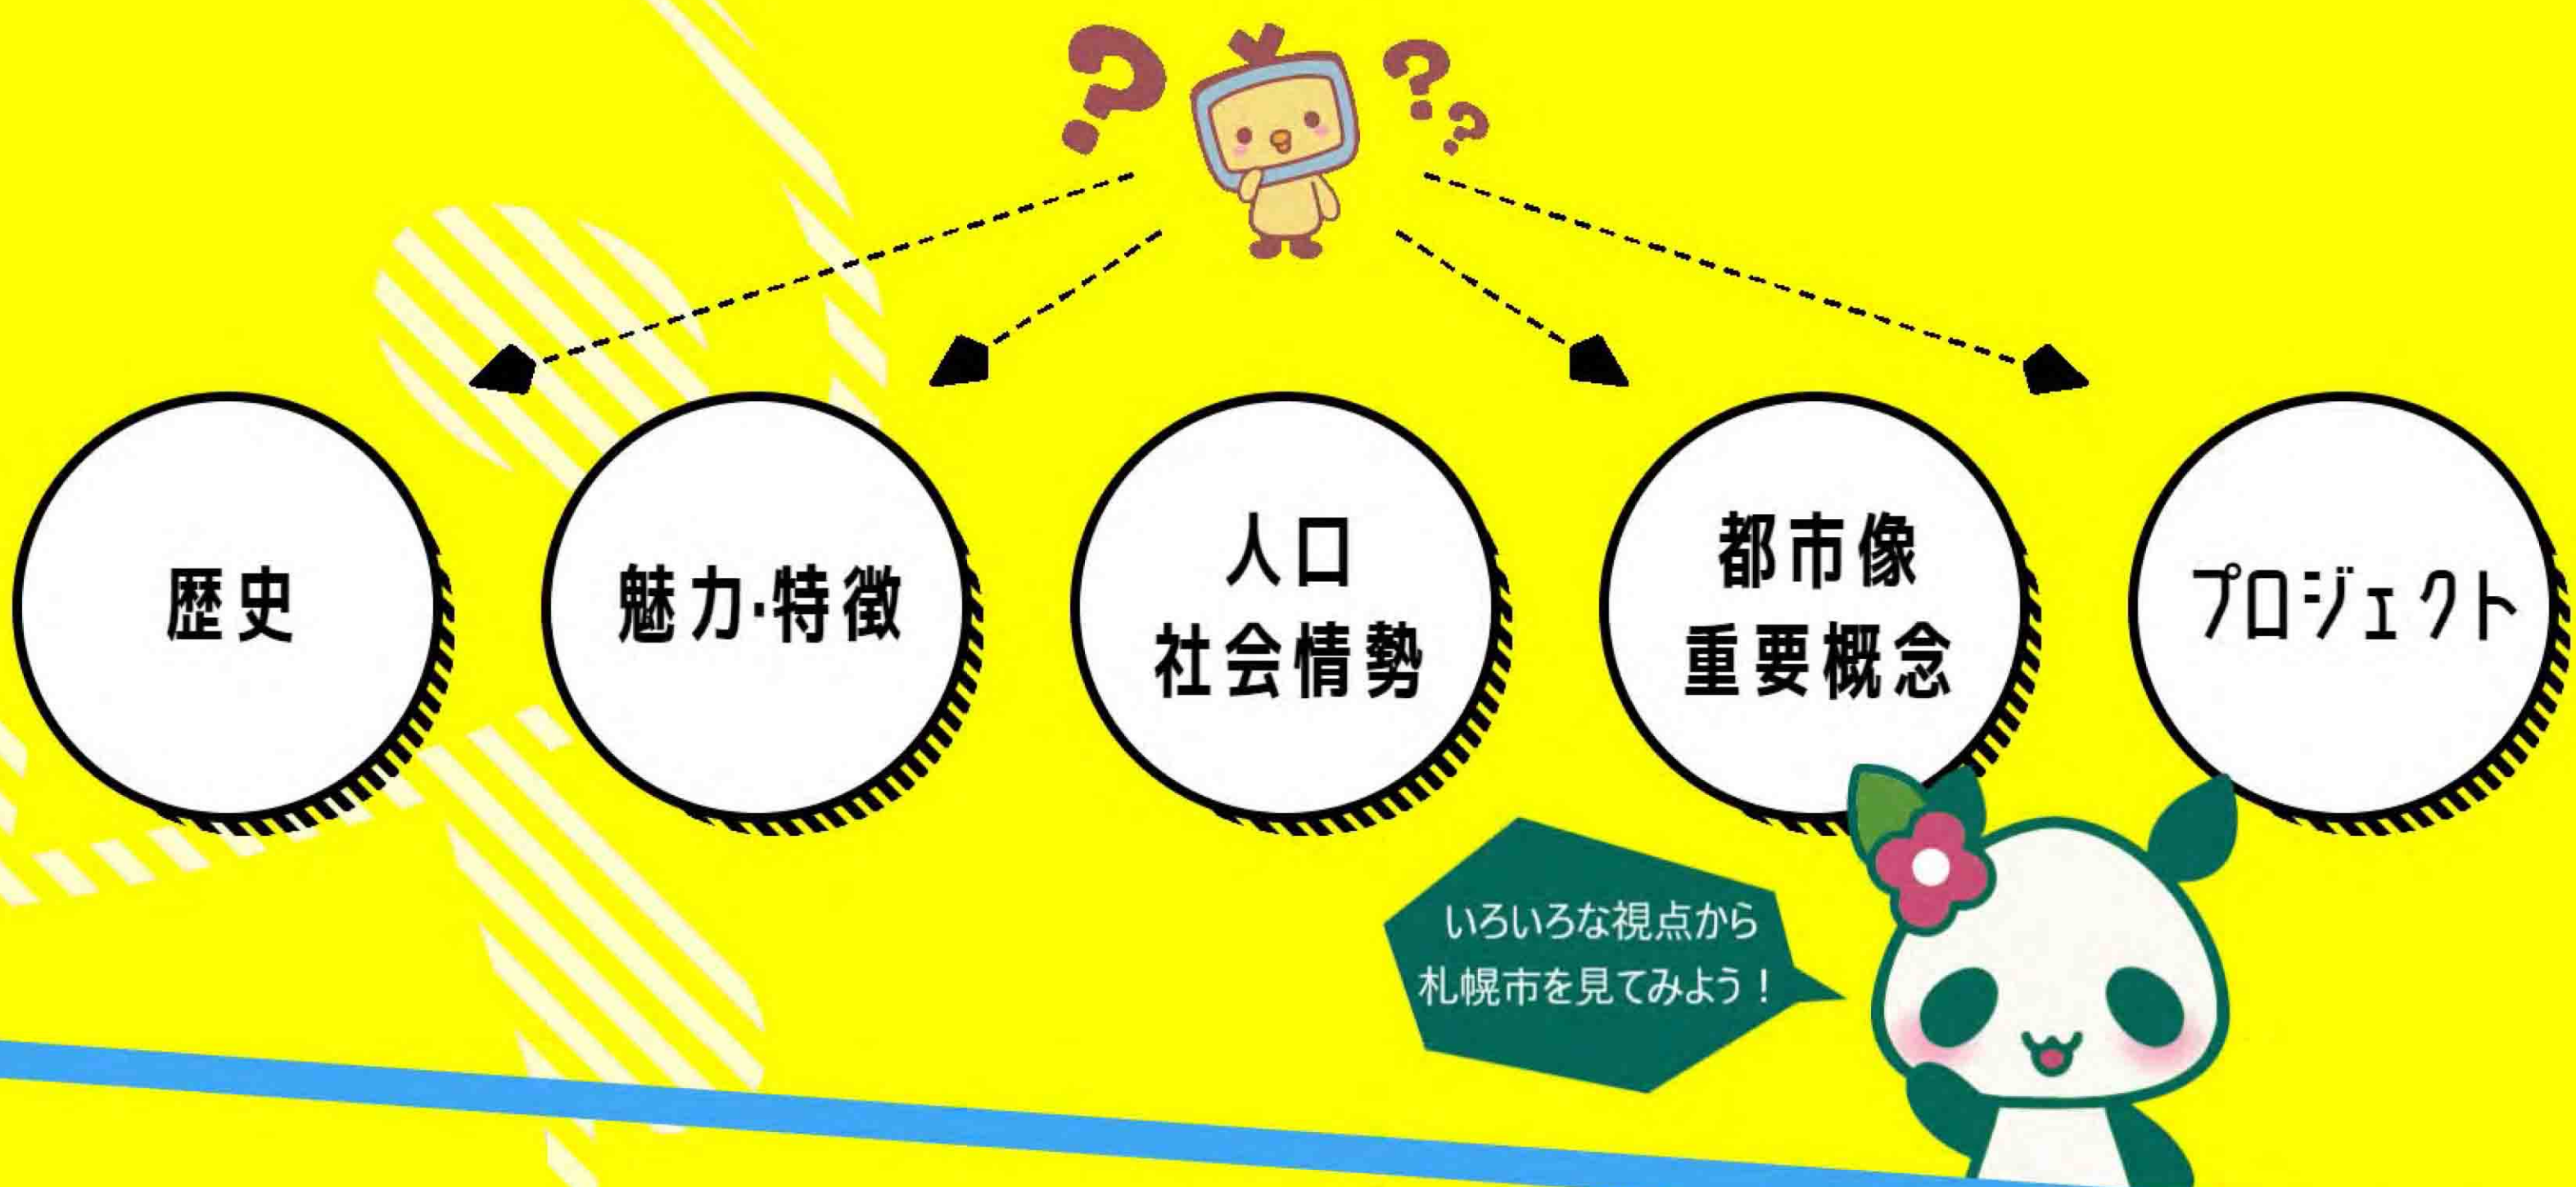 ? ? ?
歴史
魅力・特徴
人口
社会情勢
都市像
重要概念
プロジェクト
いろいろな視点から
札幌市を見てみよう！